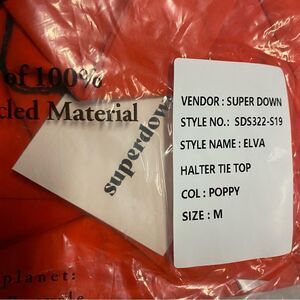 of 100%
cled Material
superdown
VENDOR : SUPER DOWN
STYLE NO.: SDS322-S19
STYLE NAME : ELVA
HALTER TIE TOP
COL : POPPY
SIZE : M
planet: